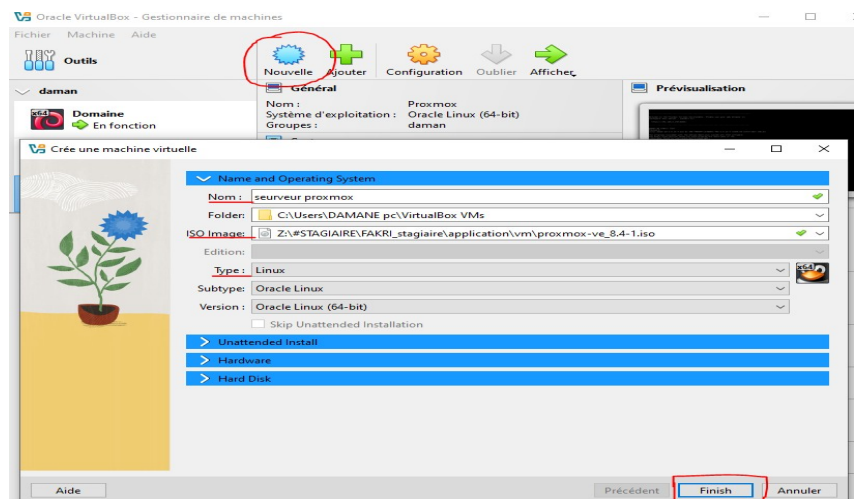 Oracle VirtualBox - Gestionnaire de machines
Fichier Machine Aide
Outils
Nouvelle Ajouter Configuration Oublier Afficher
daman
Général
Prévisualisation
x64
Domaine
En fonction
Nom : Proxmox
Système d'exploitation : Oracle Linux (64-bit)
Groupes : daman
Crée une machine virtuelle
Name and Operating System
Nom : seurveur proxmox
Folder: C:\Users\DAMANE pc\VirtualBox VMs
ISO Image: Z:\#STAGIAIRE\FAKRI_stagiaire\application\vm\proxmox-ve_8.4-1.iso
Edition:
Type : Linux
x64
Subtype: Oracle Linux
Version : Oracle Linux (64-bit)
Skip Unattended Installation
Unattended Install
Hardware
Hard Disk
Aide Précédent Finish Annuler